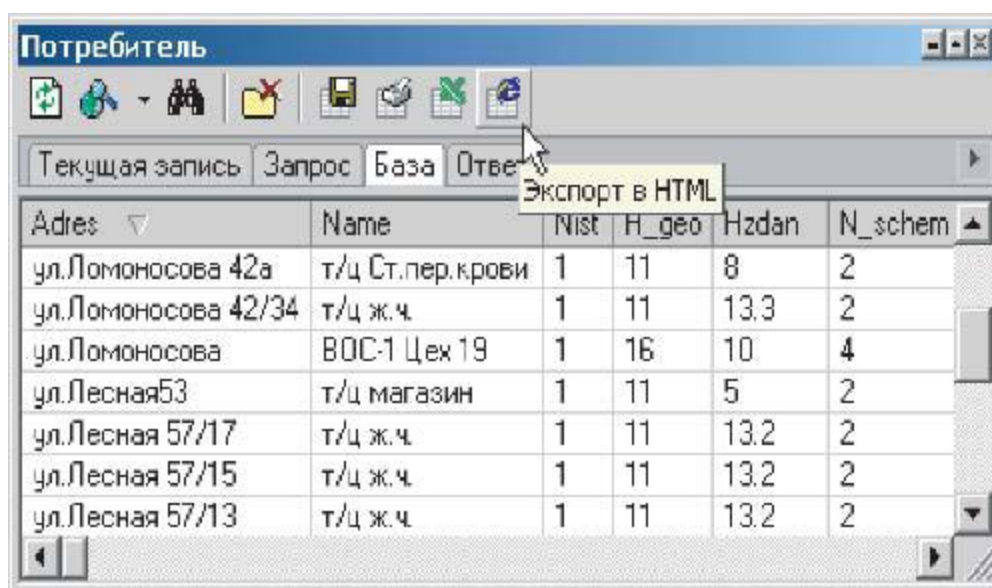 Потребитель
Текущая запись Запрос База Ответ
Экспорт в HTML
Adres Name Nist H_geo Hzdan N_schem
ул.Ломоносова 42а т/ц Ст.пер.крови 1 11 8 2
ул.Ломоносова 42/34 т/ц ж.ч. 1 11 13.3 2
ул.Ломоносова ВОС-1 Цех 19 1 16 10 4
ул.Лесная53 т/ц магазин 1 11 5 2
ул.Лесная 57/17 т/ц ж.ч. 1 11 13.2 2
ул.Лесная 57/15 т/ц ж.ч. 1 11 13.2 2
ул.Лесная 57/13 т/ц ж.ч. 1 11 13.2 2